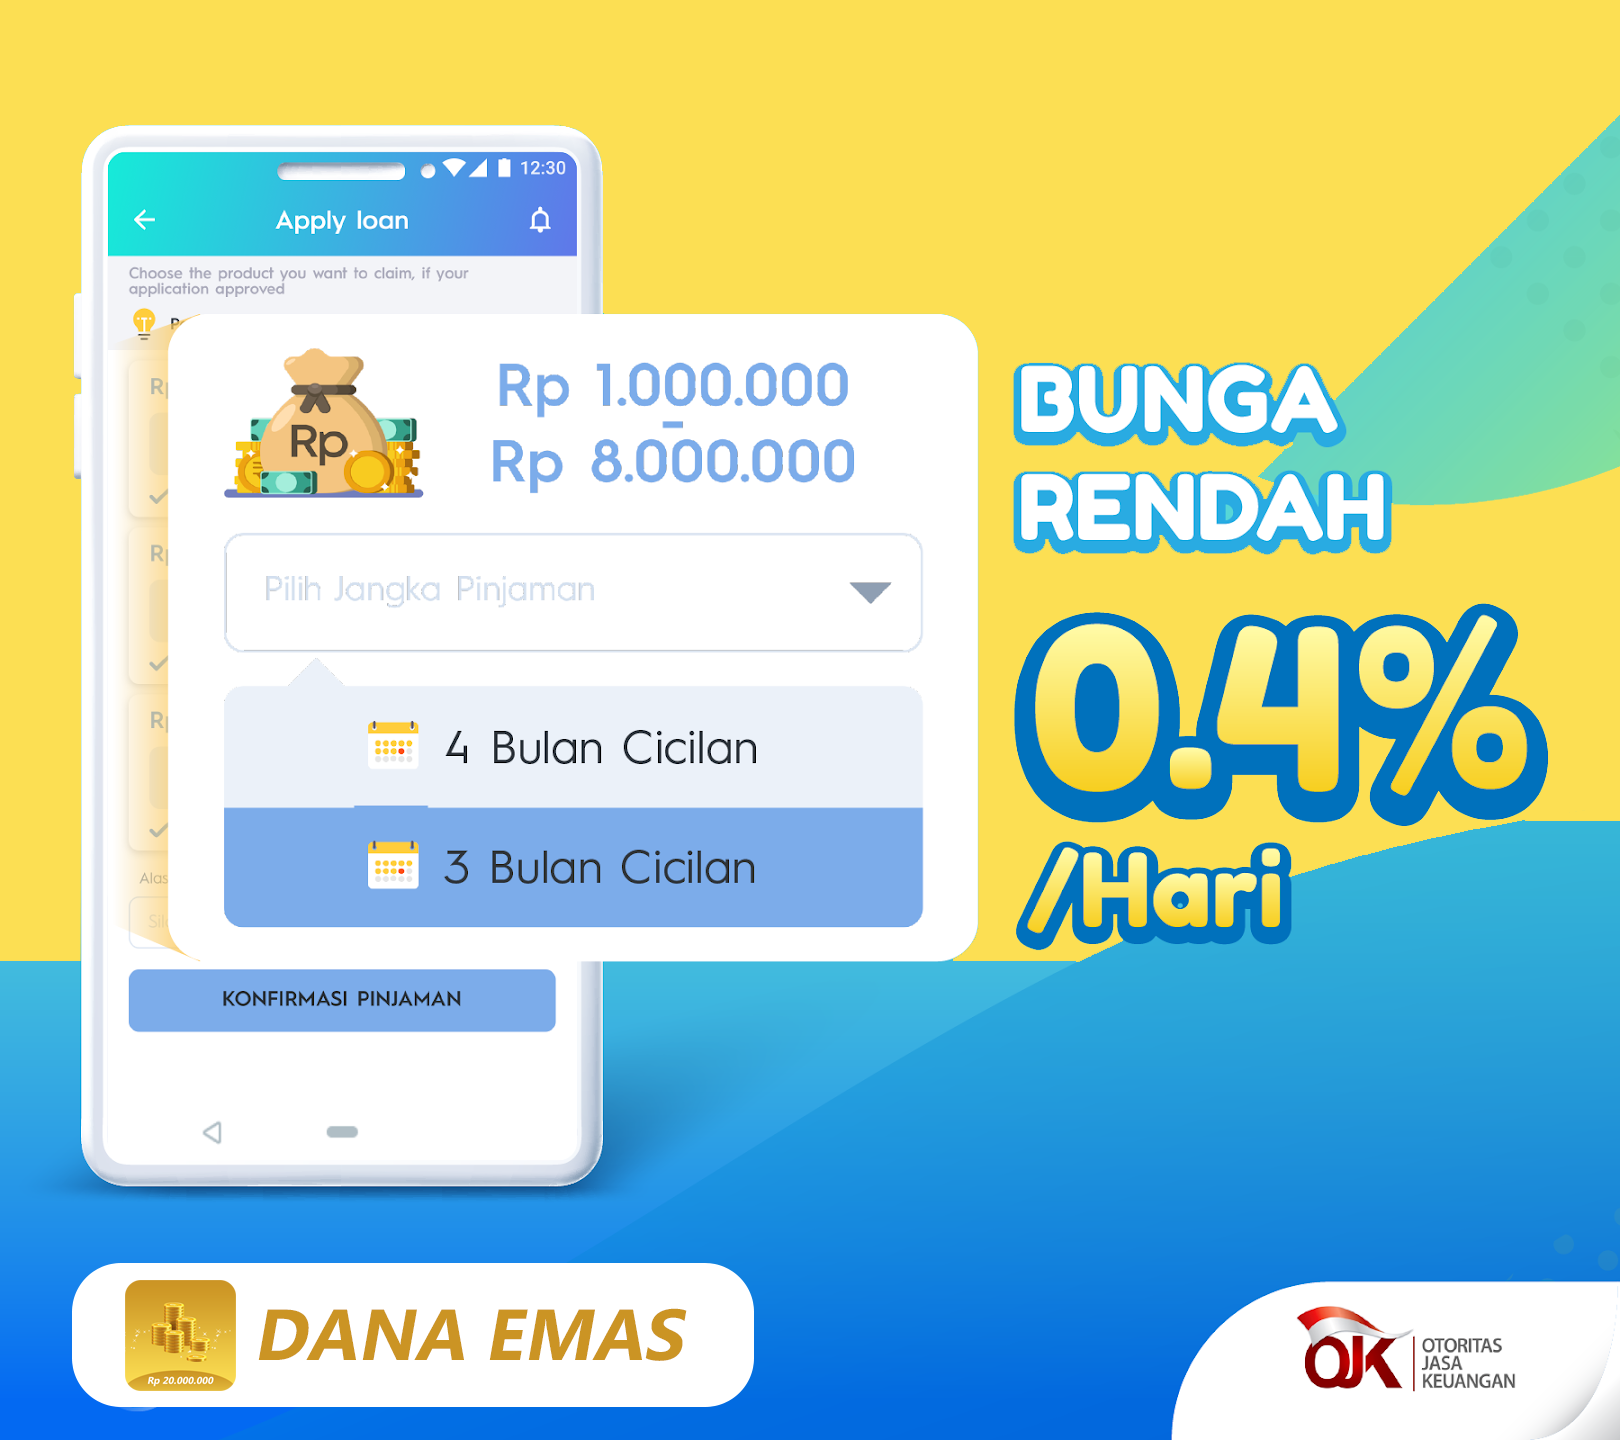 12:30
Apply loan
Choose the product you want to claim, if your
application approved
Rp 1.000.000
-
Rp 8.000.000
Rp
Pilih Jangka Pinjaman
4 Bulan Cicilan
3 Bulan Cicilan
KONFIRMASI PINJAMAN
BUNGA
RENDAH
0.4%
/Hari
Rp 20.000.000
DANA EMAS
OJK
OTORITAS
JASA
KEUANGAN